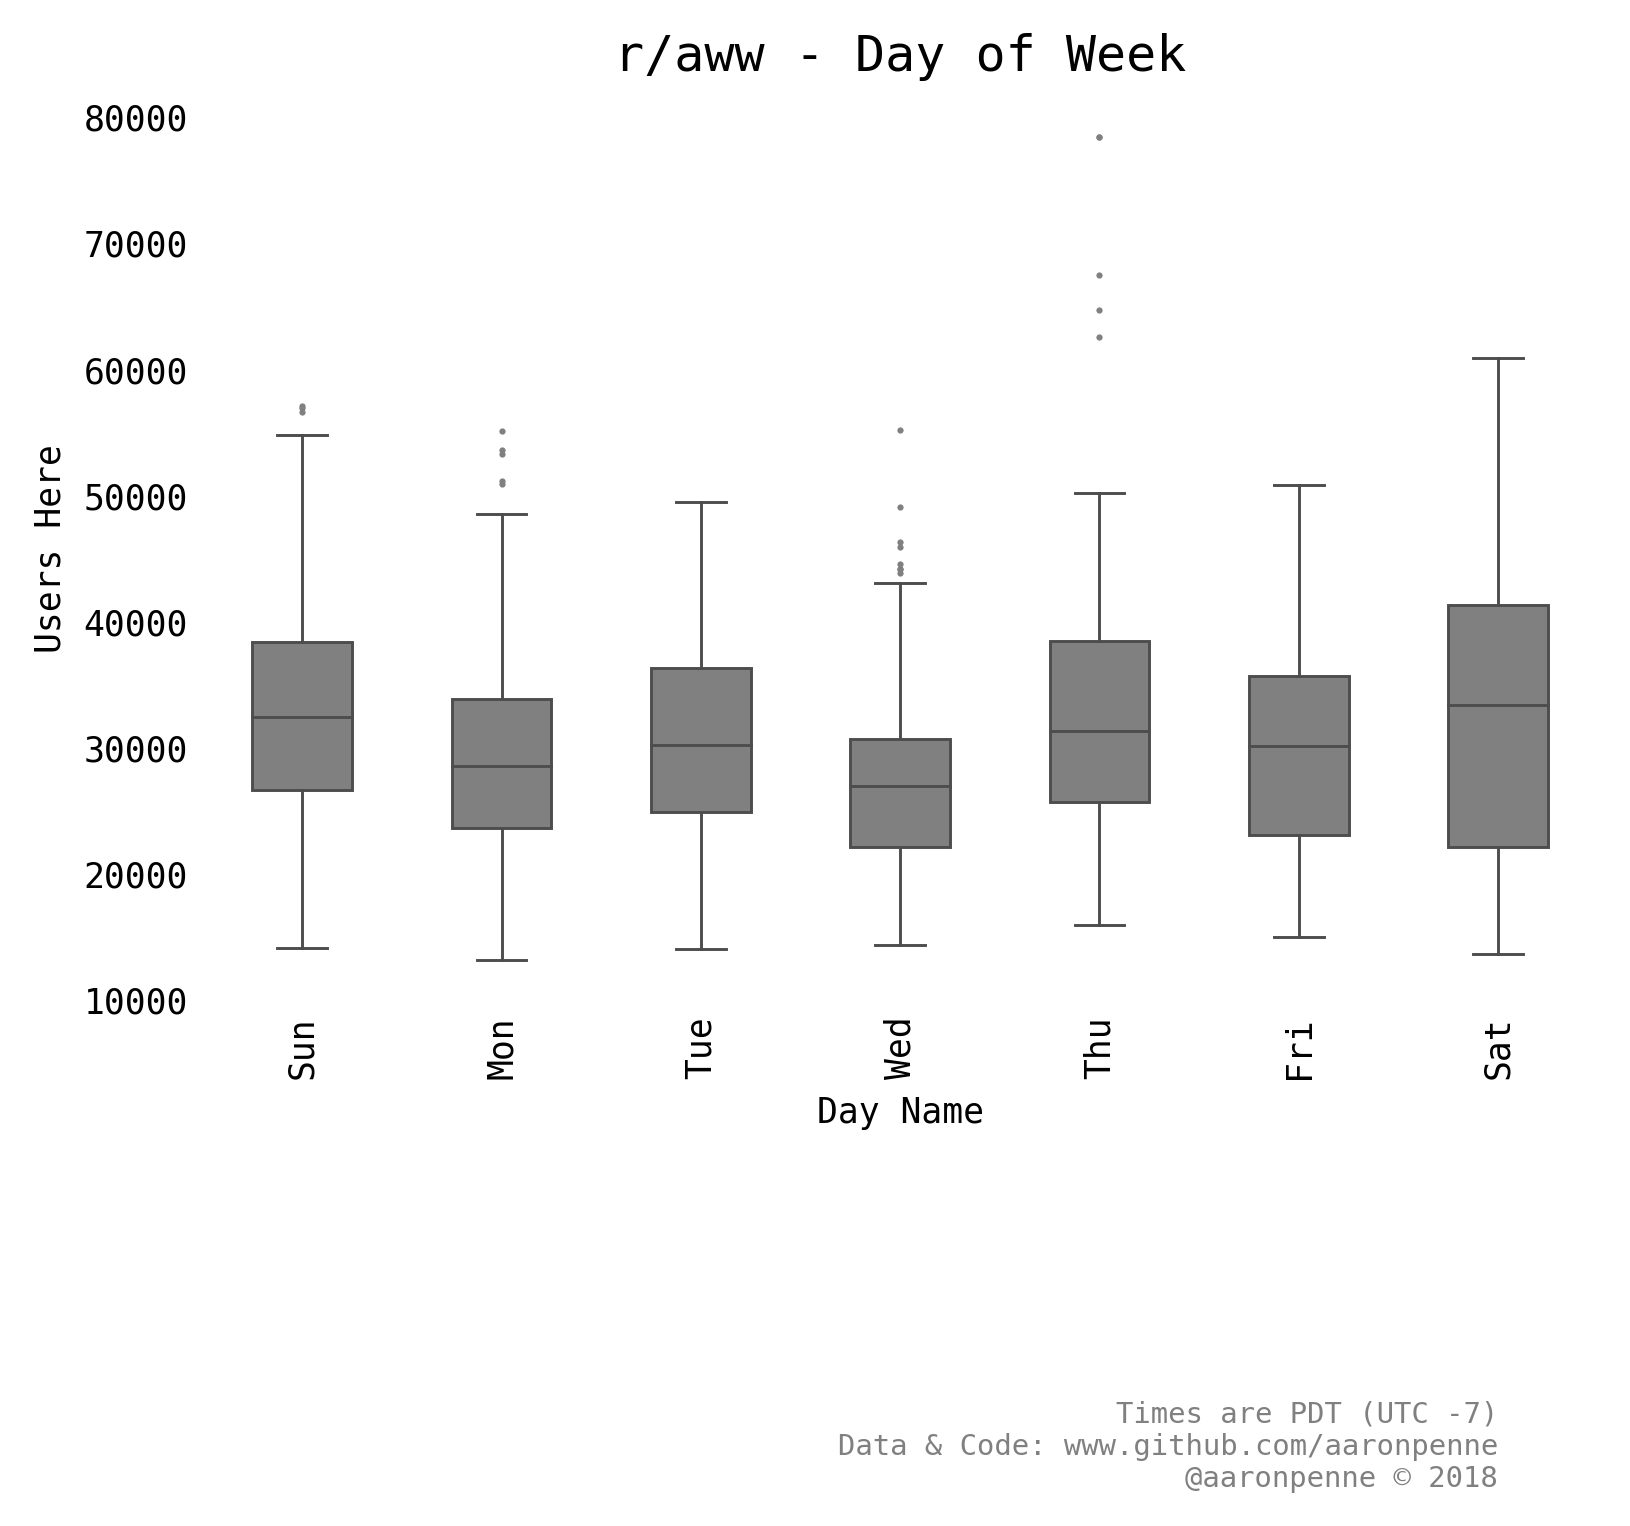 r/aww - Day of Week
80000
70000
60000
50000
40000
30000
20000
10000
Users Here
Sun
Mon
Tue
Wed
Thu
Fri
Sat
Day Name
Times are PDT (UTC -7)
Data & Code: www.github.com/aaronpenne
@aaronpenne © 2018